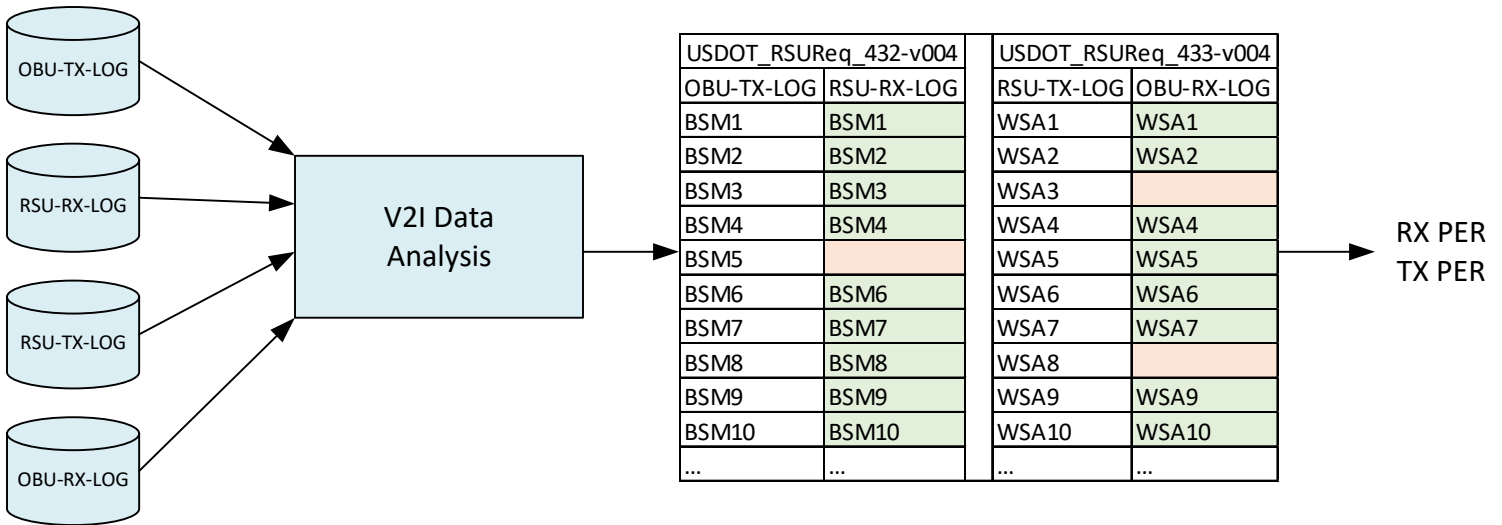 OBU-TX-LOG
RSU-RX-LOG
RSU-TX-LOG
OBU-RX-LOG
V2I Data
Analysis
USDOT_RSUReq_432-v004 USDOT_RSUReq_433-v004
OBU-TX-LOG RSU-RX-LOG RSU-TX-LOG OBU-RX-LOG
BSM1 BSM1 WSA1 WSA1
BSM2 BSM2 WSA2 WSA2
BSM3 BSM3 WSA3
BSM4 BSM4 WSA4 WSA4
BSM5 WSA5 WSA5
BSM6 BSM6 WSA6 WSA6
BSM7 BSM7 WSA7 WSA7
BSM8 BSM8 WSA8
BSM9 BSM9 WSA9 WSA9
BSM10 BSM10 WSA10 WSA10
... ... ... ...
RX PER
TX PER